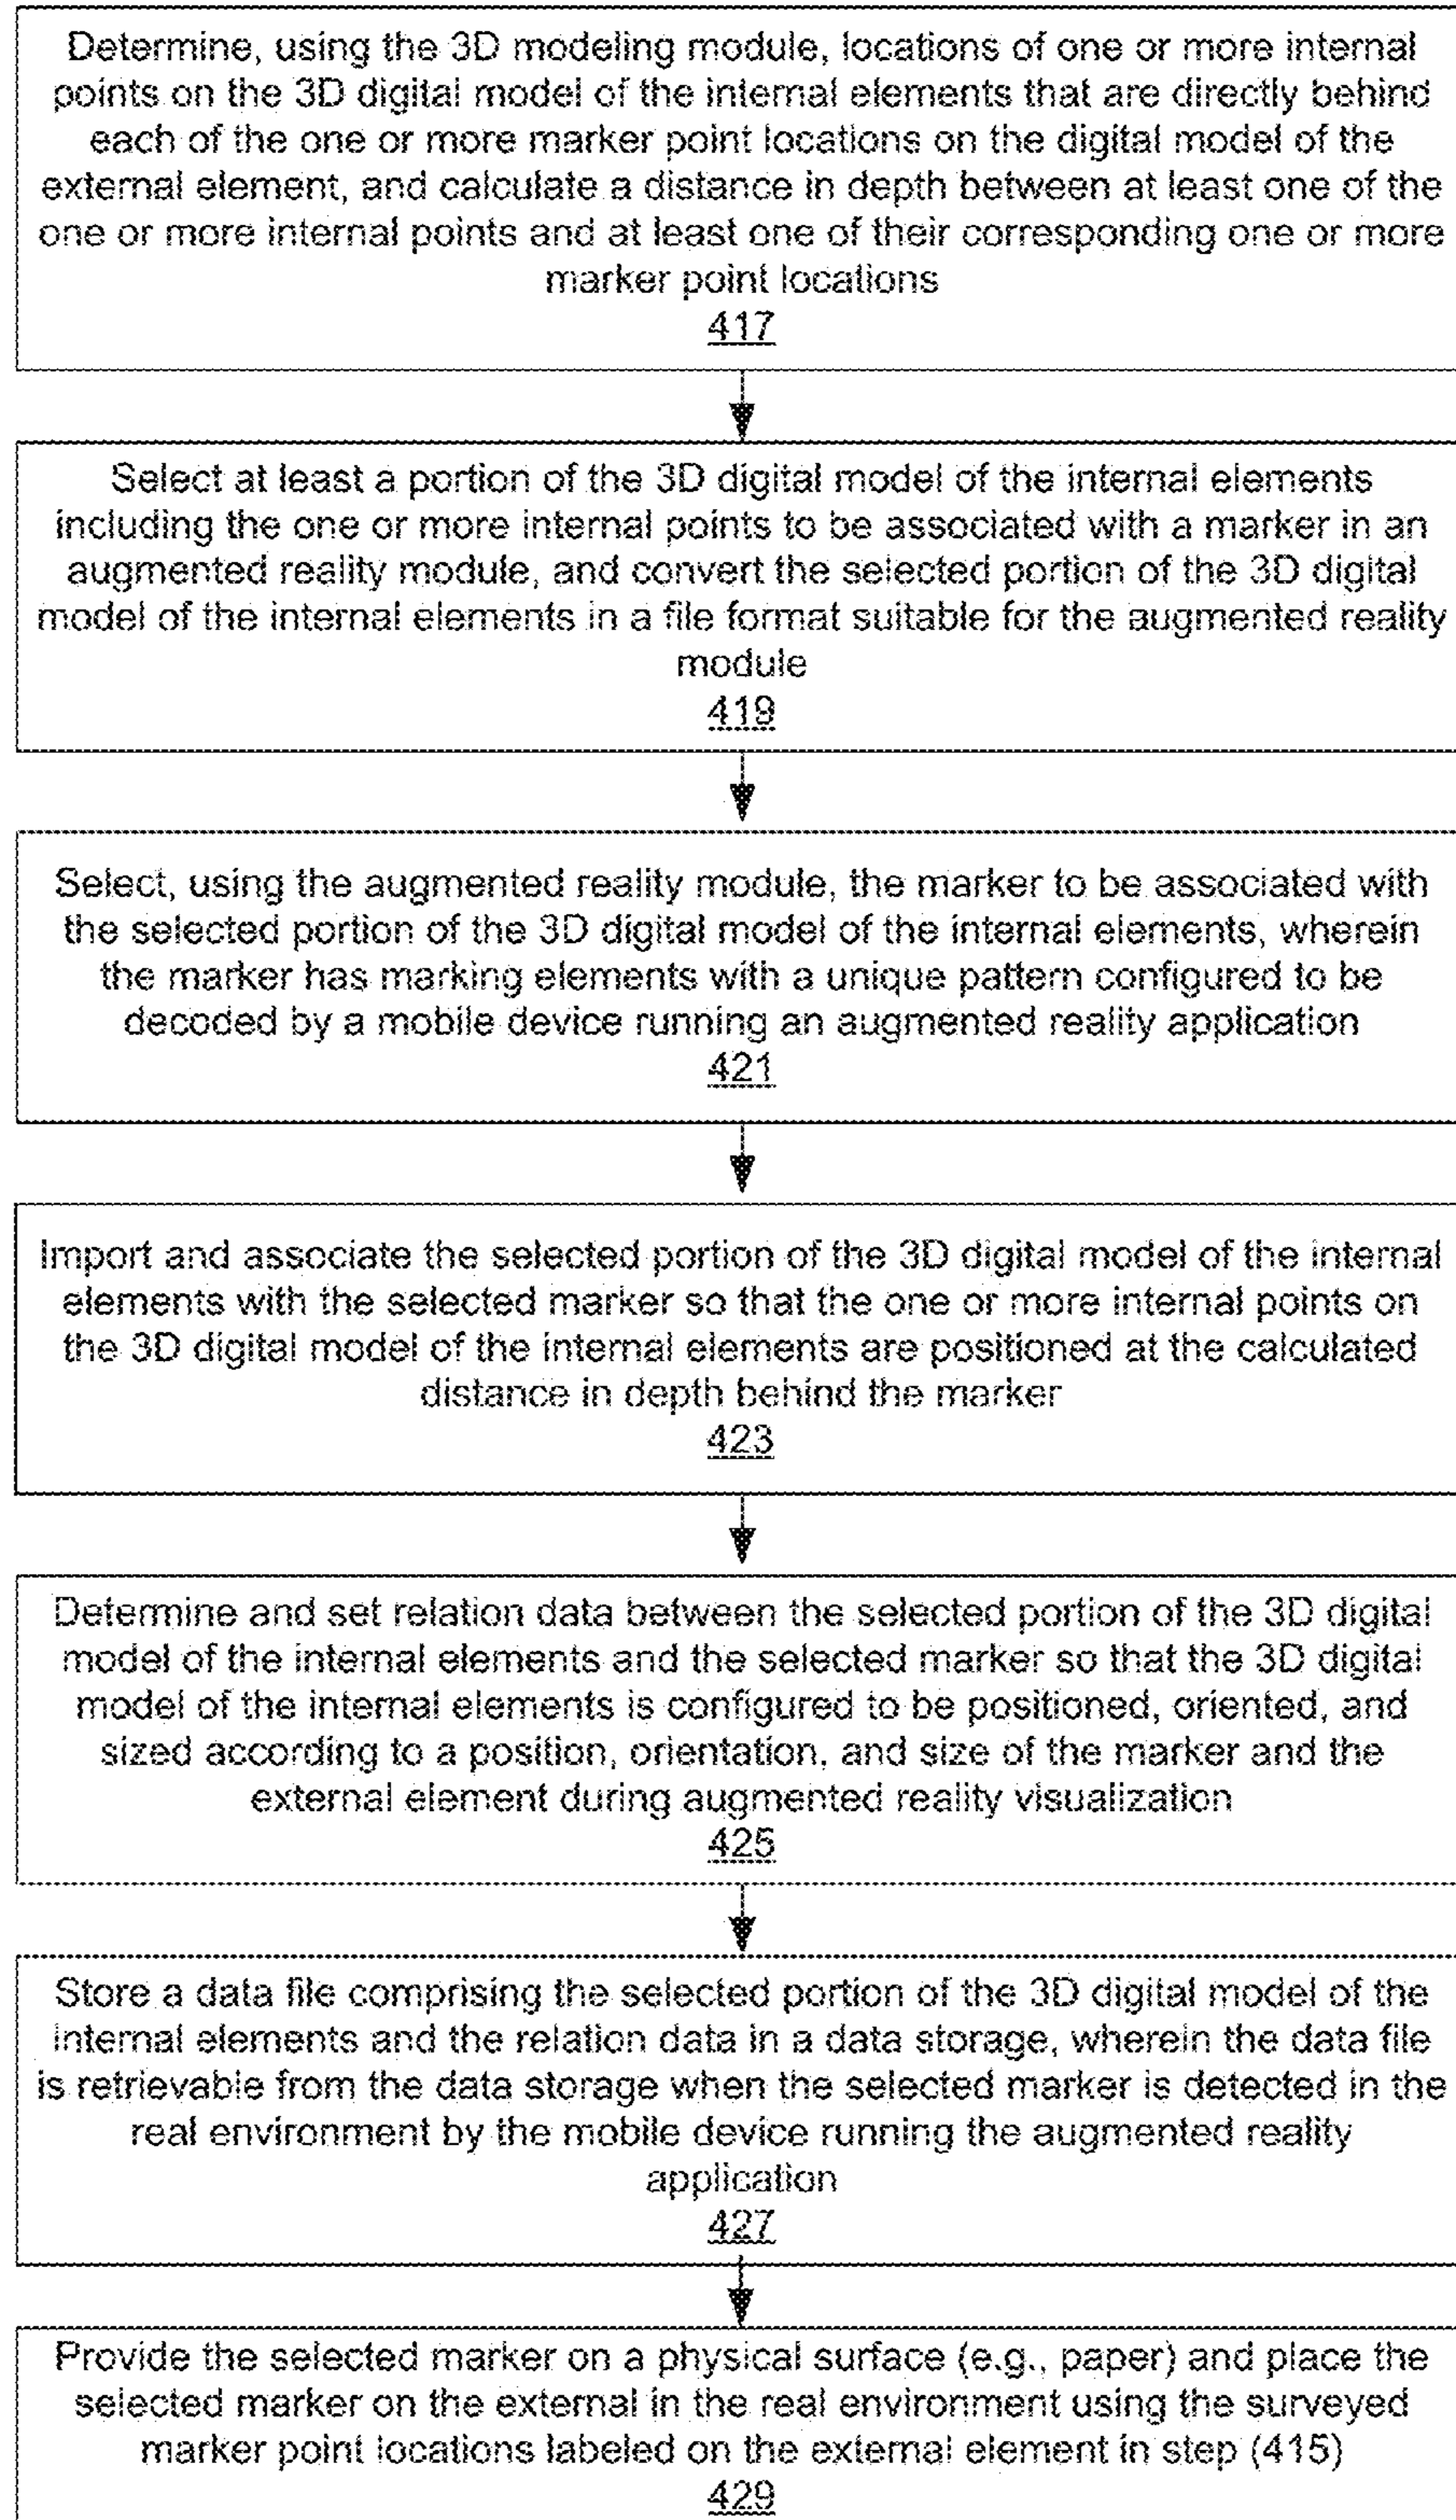 Determine, using the 3D modeling module, locations of one or more internal
points on the 3D digital model of the internal elements that are directly behind
each of the one or more marker point locations on the digital model of the
external element, and calculate a distance in depth between at least one of the
one or more internal points and at least one of their corresponding one or more
marker point locations
417
Select at least a portion of the 3D digital model of the internal elements
including the one or more internal points to be associated with a marker in an
augmented reality module, and convert the selected portion of the 3D digital
model of the internal elements in a file format suitable for the augmented reality
module
419
Select, using the augmented reality module, the marker to be associated with
the selected portion of the 3D digital model of the internal elements, wherein
the marker has marking elements with a unique pattern configured to be
decoded by a mobile device running an augmented reality application
421
Import and associate the selected portion of the 3D digital model of the internal
elements with the selected marker so that the one or more internal points on
the 3D digital model of the internal elements are positioned at the calculated
distance in depth behind the marker
423
Determine and set relation data between the selected portion of the 3D digital
model of the internal elements and the selected marker so that the 3D digital
model of the internal elements is configured to be positioned, oriented, and
sized according to a position, orientation, and size of the marker and the
external element during augmented reality visualization
425
Store a data file comprising the selected portion of the 3D digital model of the
internal elements and the relation data in a data storage, wherein the data file
is retrievable from the data storage when the selected marker is detected in the
real environment by the mobile device running the augmented reality
application
427
Provide the selected marker on a physical surface (e.g., paper) and place the
selected marker on the external in the real environment using the surveyed
marker point locations labeled on the external element in step (415)
429